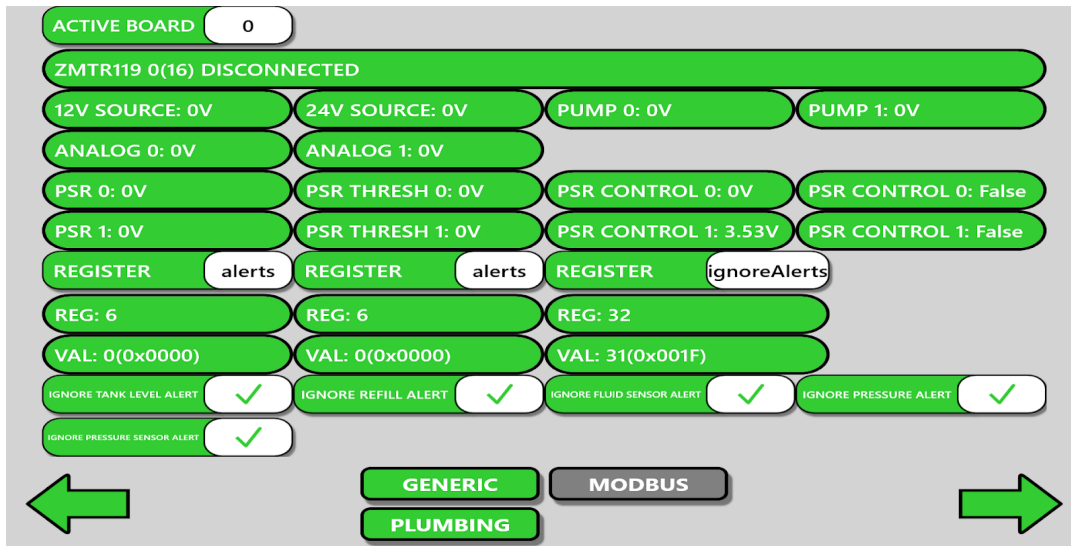 ACTIVE BOARD 0
ZMTR119 0(16) DISCONNECTED
12V SOURCE: 0V 24V SOURCE: 0V PUMP 0: 0V PUMP 1: 0V
ANALOG 0: 0V ANALOG 1: 0V
PSR 0: 0V PSR THRESH 0: 0V PSR CONTROL 0: 0V PSR CONTROL 0: False
PSR 1: 0V PSR THRESH 1: 0V PSR CONTROL 1: 3.53V PSR CONTROL 1: False
REGISTER alerts REGISTER alerts REGISTER ignoreAlerts
REG: 6 REG: 6 REG: 32
VAL: 0(0x0000) VAL: 0(0x0000) VAL: 31(0x001F)
IGNORE TANK LEVEL ALERT IGNORE REFILL ALERT IGNORE FLUID SENSOR ALERT IGNORE PRESSURE ALERT
IGNORE PRESSURE SENSOR ALERT
GENERIC MODBUS
PLUMBING